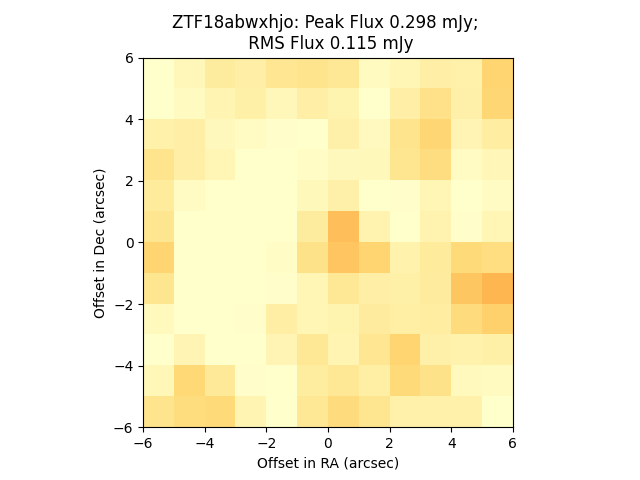 ZTF18abwxhjo: Peak Flux 0.298 mJy;
RMS Flux 0.115 mJy
6
4
2
0
−2
−4
−6
Offset in Dec (arcsec)
−6 −4 −2 0 2 4 6
Offset in RA (arcsec)